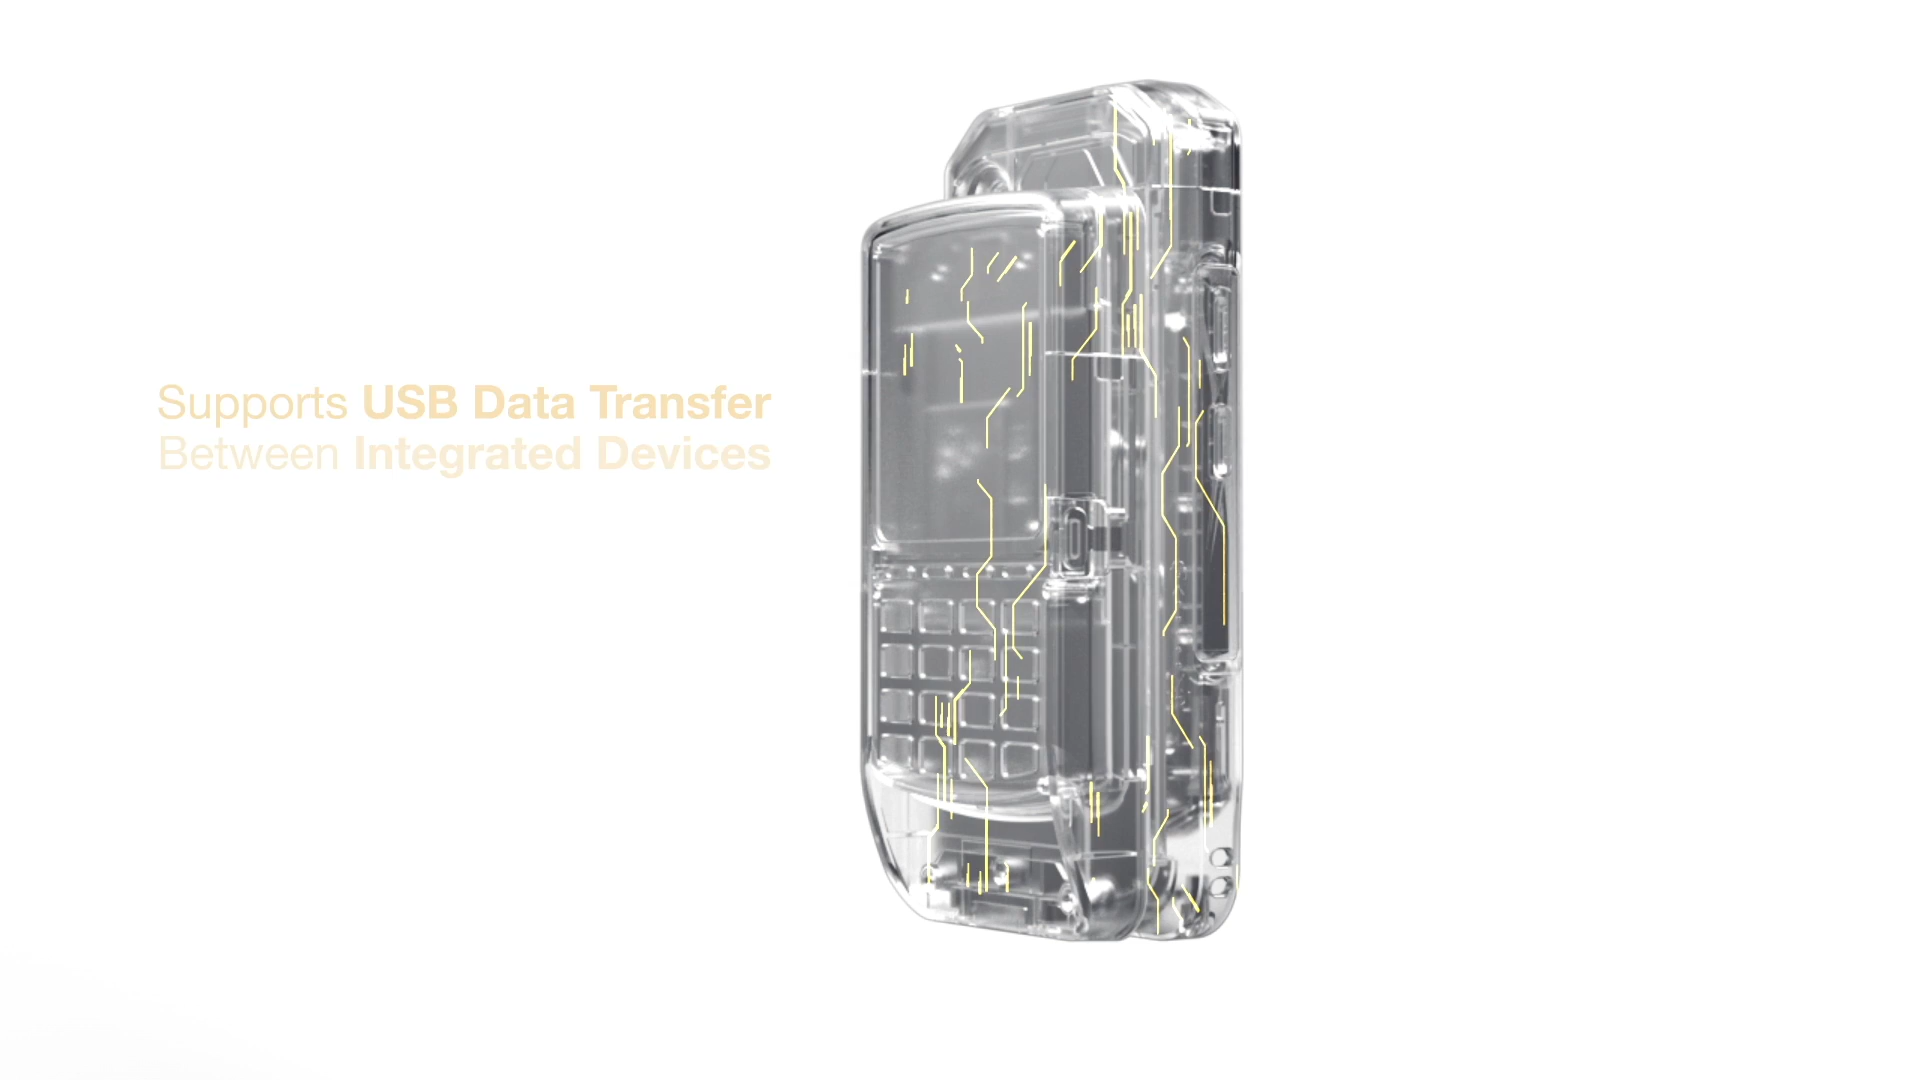 Supports USB Data Transfer
Between Integrated Devices